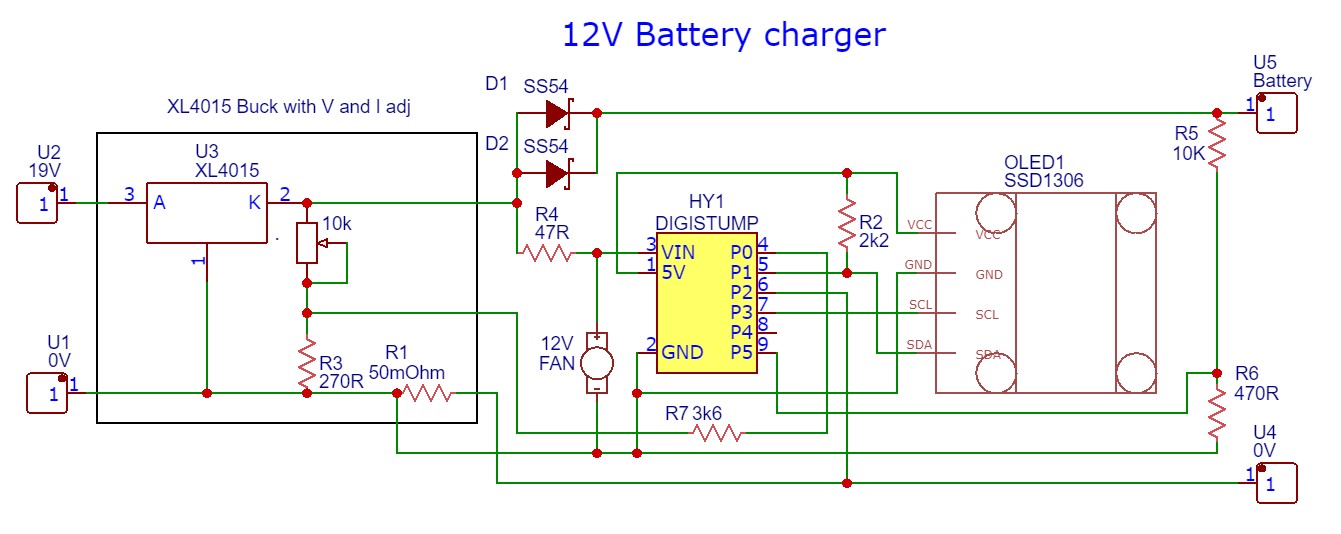 12V Battery charger
XL4015 Buck with V and I adj
D1 SS54
D2 SS54
U5
Battery
1 1
U2
19V
1 1
U3
XL4015
3 A K 2
1
10k
R4
47R
HY1
DIGISTUMP
3 VIN P0 4
1 5V P1 5
P2 6
P3 7
P4 8
2 GND P5 9
R2
2k2
OLED1
SSD1306
VCC VCC
GND GND
SCL SCL
SDA SDA
R5
10K
U1
0V
1 1
R3
270R
R1
50mOhm
12V
FAN
+
-
R7 3k6
R6
470R
U4
0V
1 1